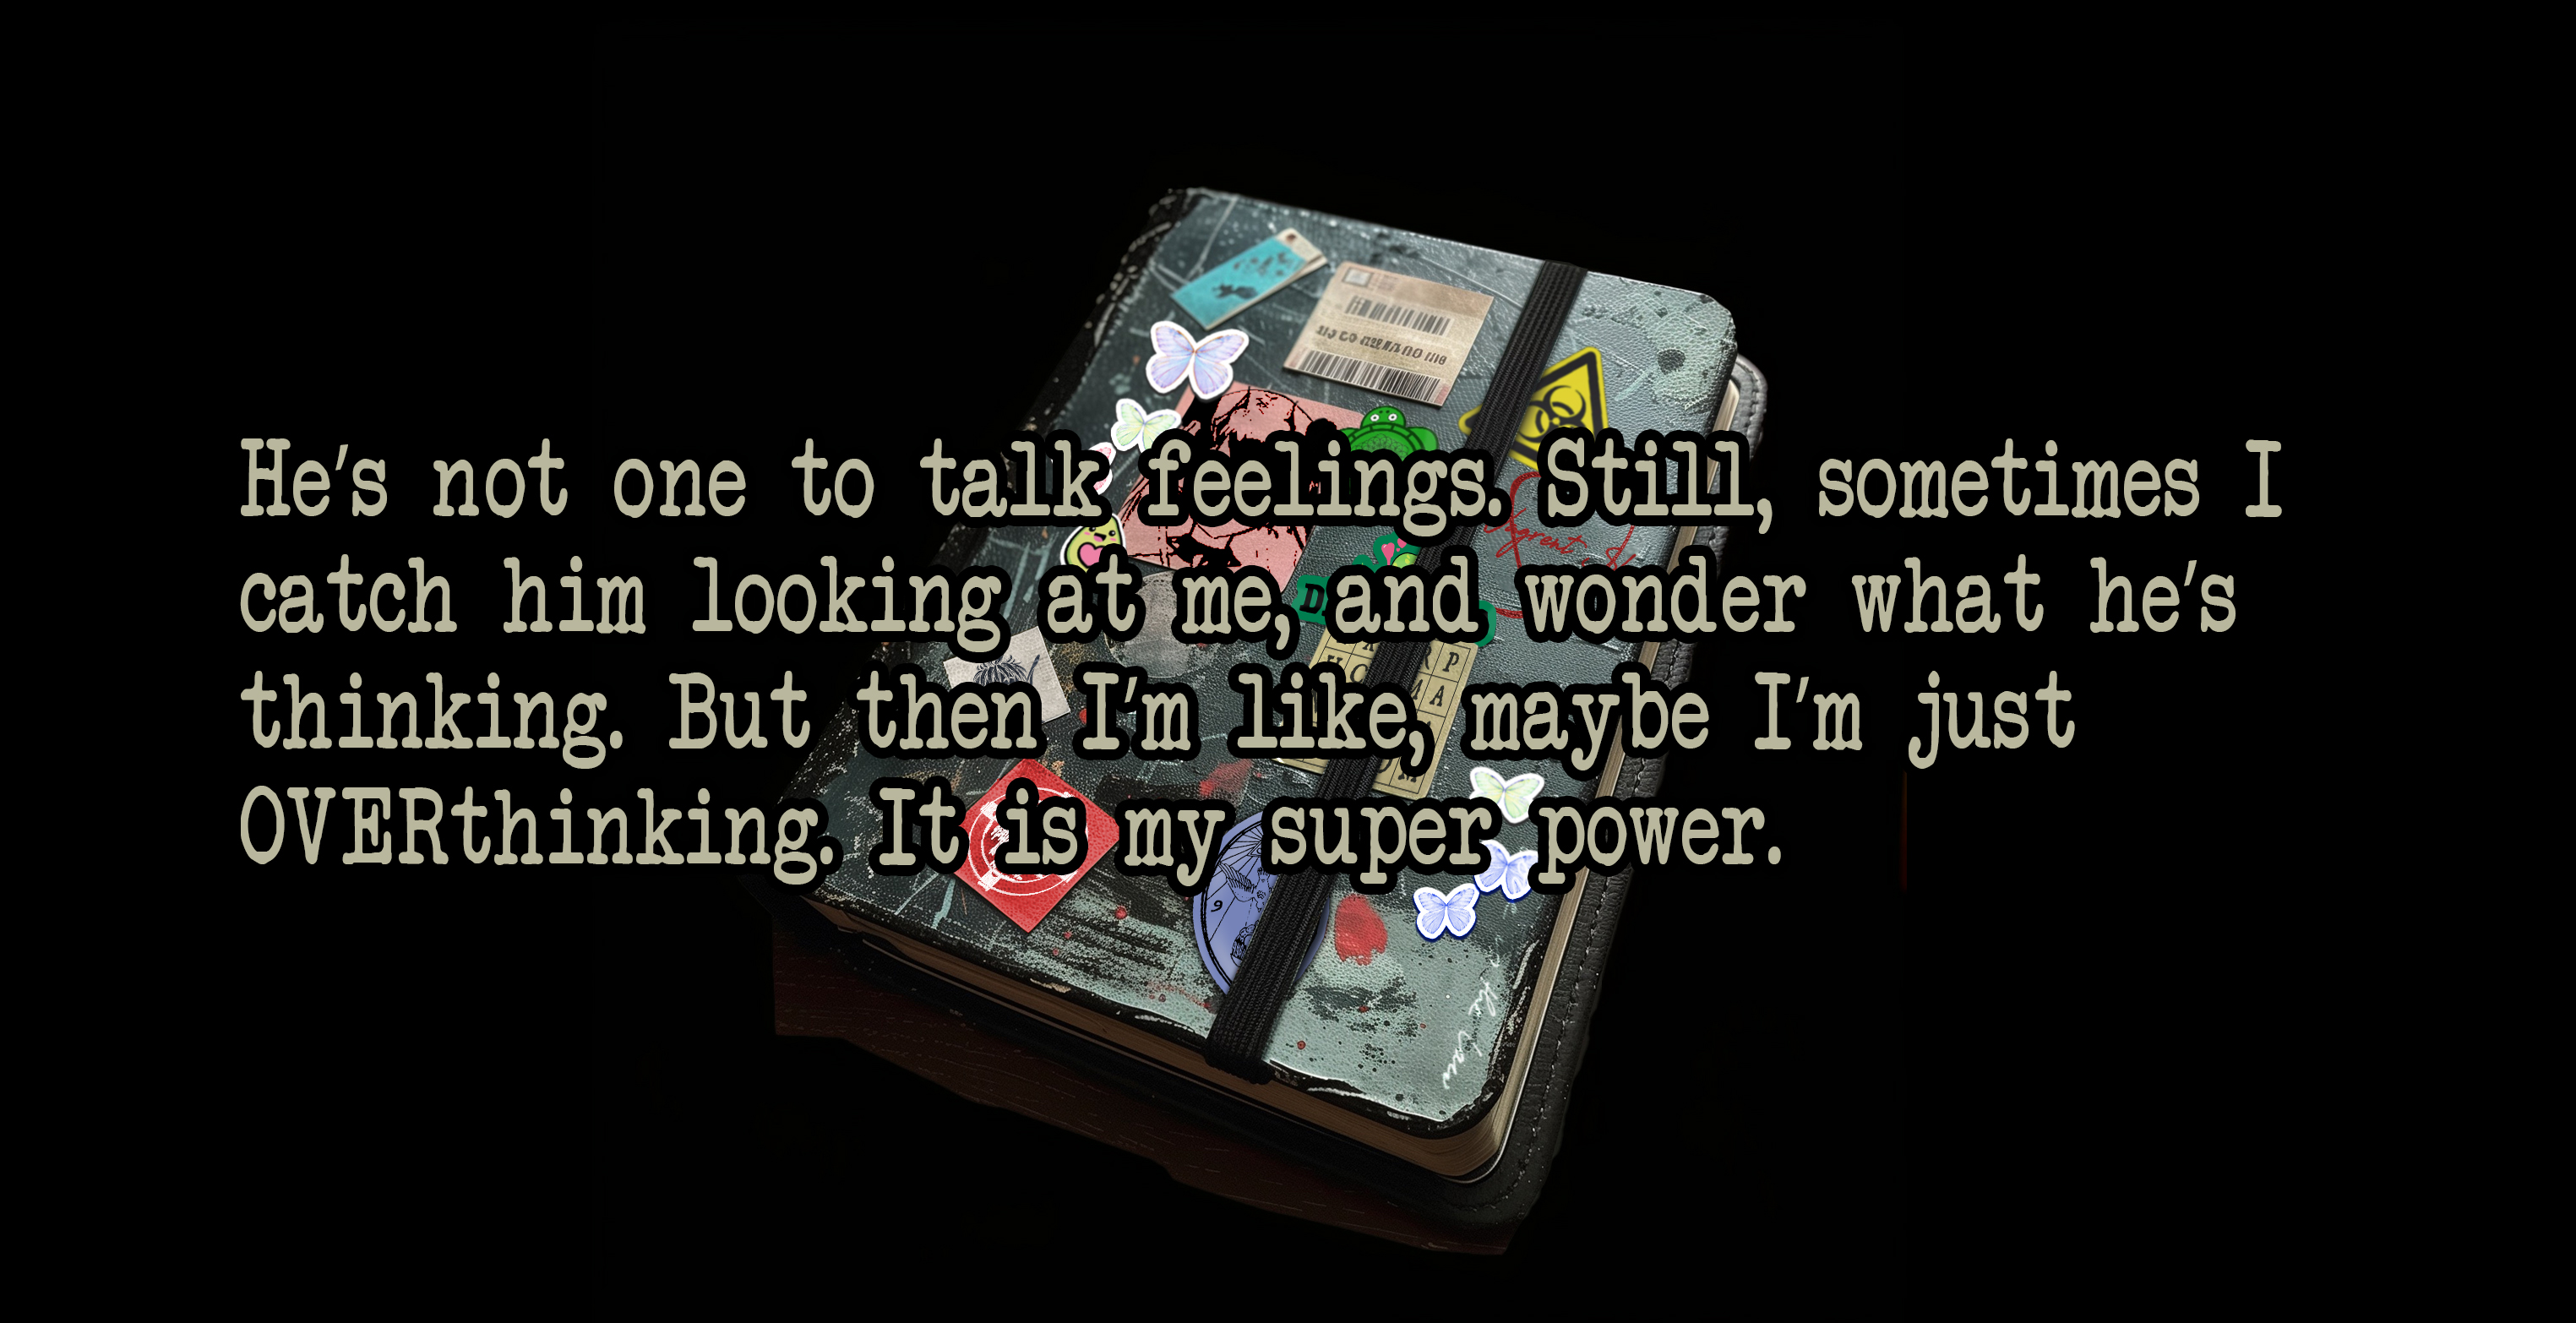 He's not one to talk feelings. Still, sometimes I
catch him looking at me, and wonder what he's
thinking. But then I'm like, maybe I'm just
OVERthinking. It is my super power.